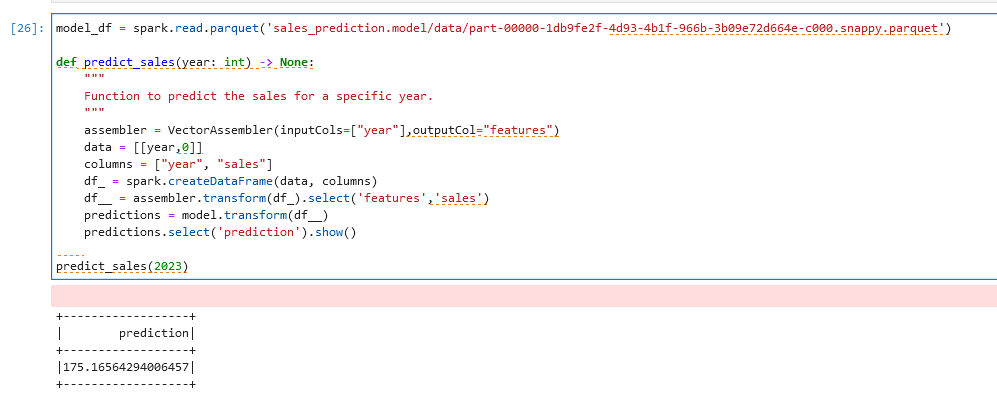 [26]: model_df = spark.read.parquet('sales_prediction.model/data/part-00000-1db9fe2f-4d93-4b1f-966b-3b09e72d664e-c000.snappy.parquet')
def predict_sales(year: int) -> None:
    """
    Function to predict the sales for a specific year.
    """
    assembler = VectorAssembler(inputCols=["year"],outputCol="features")
    data = [[year,0]]
    columns = ["year", "sales"]
    df_ = spark.createDataFrame(data, columns)
    df__ = assembler.transform(df_).select('features','sales')
    predictions = model.transform(df__)
    predictions.select('prediction').show()
predict_sales(2023)
+------------------+
|        prediction|
+------------------+
|175.16564294006457|
+------------------+